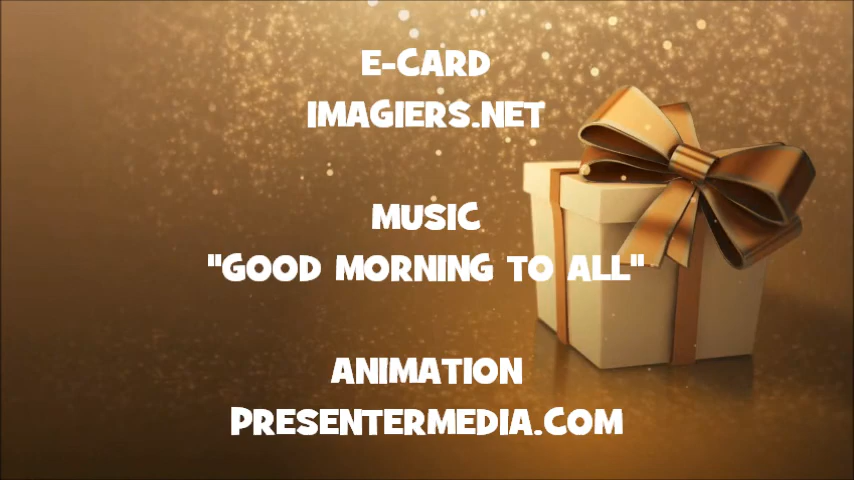 E-CARD
IMAGIERS.NET
MUSIC
"GOOD MORNING TO ALL"
ANIMATION
PRESENTERMEDIA.COM